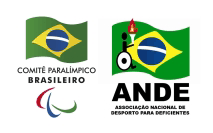 COMITÊ PARALÍMPICO
BRASILEIRO
ANDE
ASSOCIAÇÃO NACIONAL DE
DESPORTO PARA DEFICIENTES